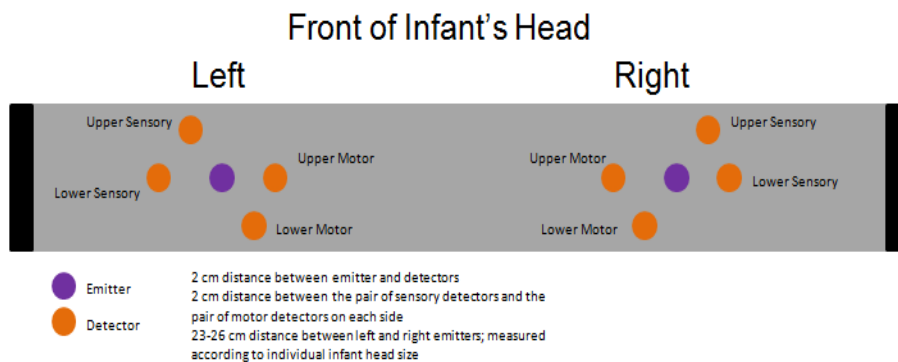 Front of Infant's Head
Left
Right
Upper Sensory
Upper Sensory
Upper Motor
Upper Motor
Lower Sensory
Lower Sensory
Lower Motor
Lower Motor
Emitter
Detector
2 cm distance between emitter and detectors
2 cm distance between the pair of sensory detectors and the
pair of motor detectors on each side
23-26 cm distance between left and right emitters; measured
according to individual infant head size